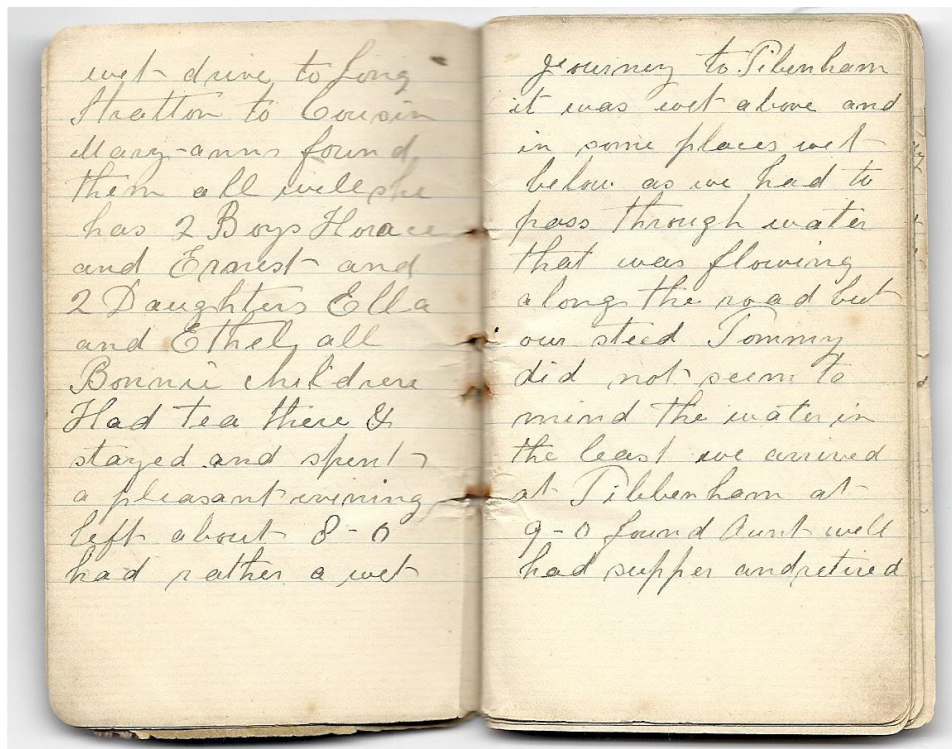 wet drive to Long
Stratton to Cousin
Mary-anns found
them all well she
has 2 Boys Horace
and Ernest and
2 Daughters Ella
and Ethel, all
Bonnie children
Had tea there &
stayed and spent
a pleasant evening
left about 8-0
had rather a wet
journey to Tibenham
it was wet above and
in some places wet
below as we had to
pass through water
that was flowing
along the road but
our steed Tommy
did not seem to
mind the water in
the least we arrived
at Tibbenham at
9-0 found Aunt well
had supper and retired